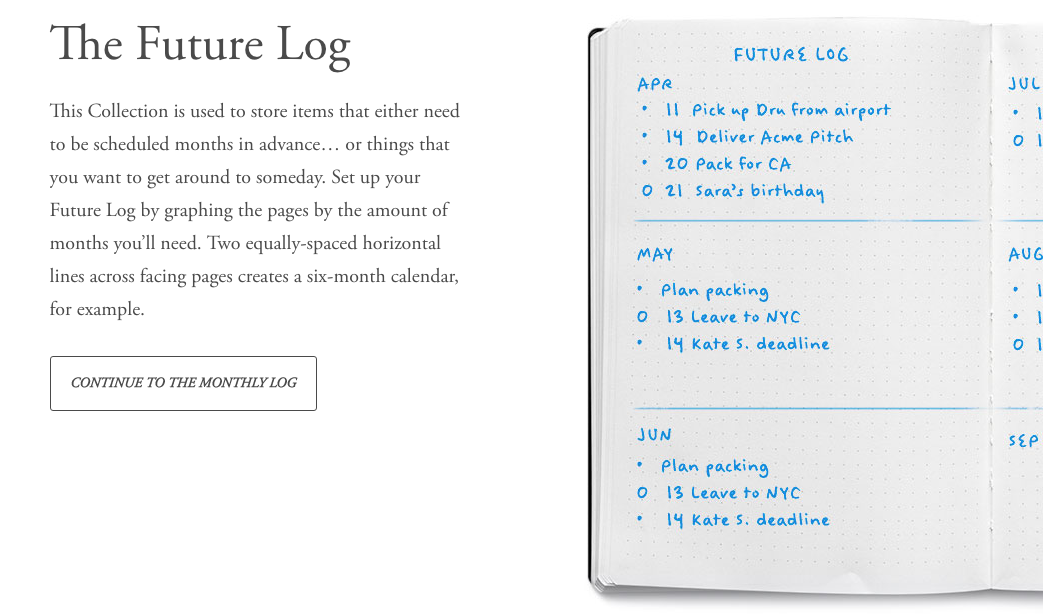 The Future Log
This Collection is used to store items that either need
to be scheduled months in advance… or things that
you want to get around to someday. Set up your
Future Log by graphing the pages by the amount of
months you’ll need. Two equally-spaced horizontal
lines across facing pages creates a six-month calendar,
for example.
CONTINUE TO THE MONTHLY LOG
FUTURE LOG
APR
• 11 Pick up Dru from airport
• 14 Deliver Acme Pitch
• 20 Pack for CA
O 21 Sara's birthday
MAY
• Plan packing
O 13 Leave to NYC
• 14 Kate S. deadline
JUN
• Plan packing
O 13 Leave to NYC
• 14 Kate S. deadline
JUL
• 1
O 1
AUG
• 1
• 1
O 1
SEP